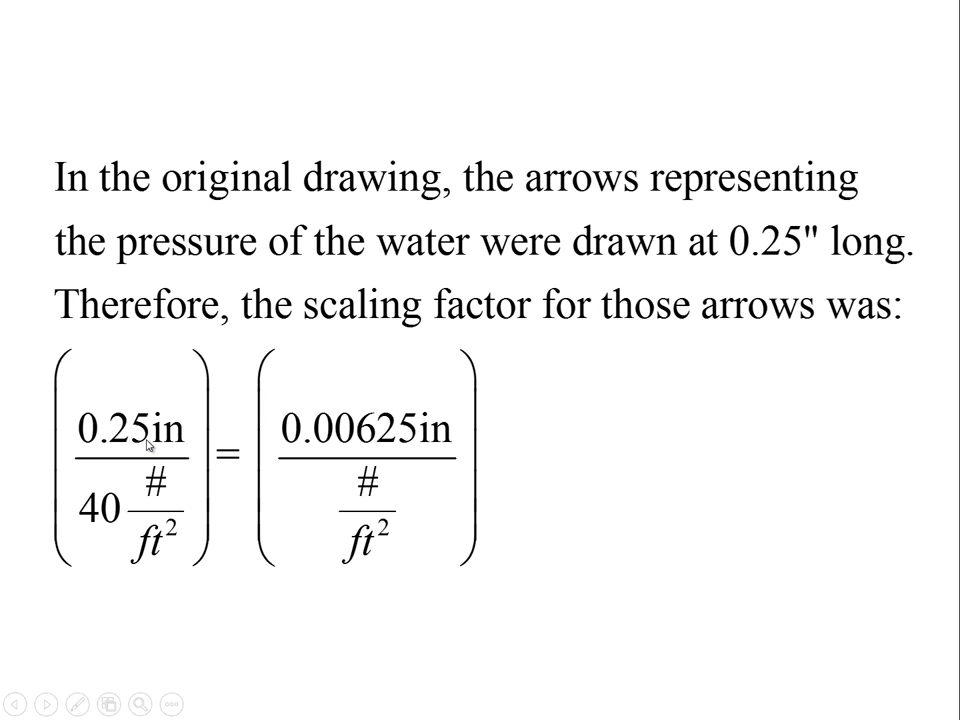 In the original drawing, the arrows representing
the pressure of the water were drawn at 0.25" long.
Therefore, the scaling factor for those arrows was:
(0.25in / 40 #/ft²) = (0.00625in / #/ft²)